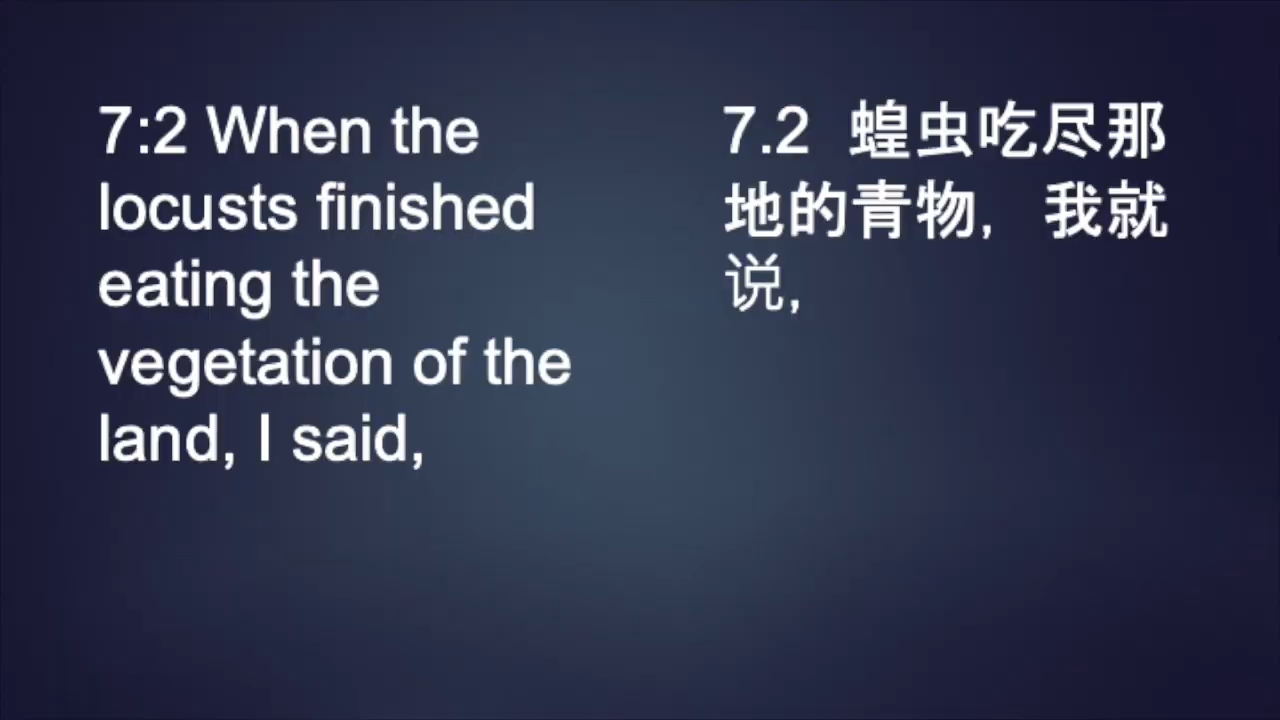 7:2 When the
locusts finished
eating the
vegetation of the
land, I said,
7.2 蝗虫吃尽那
地的青物，我就
说，